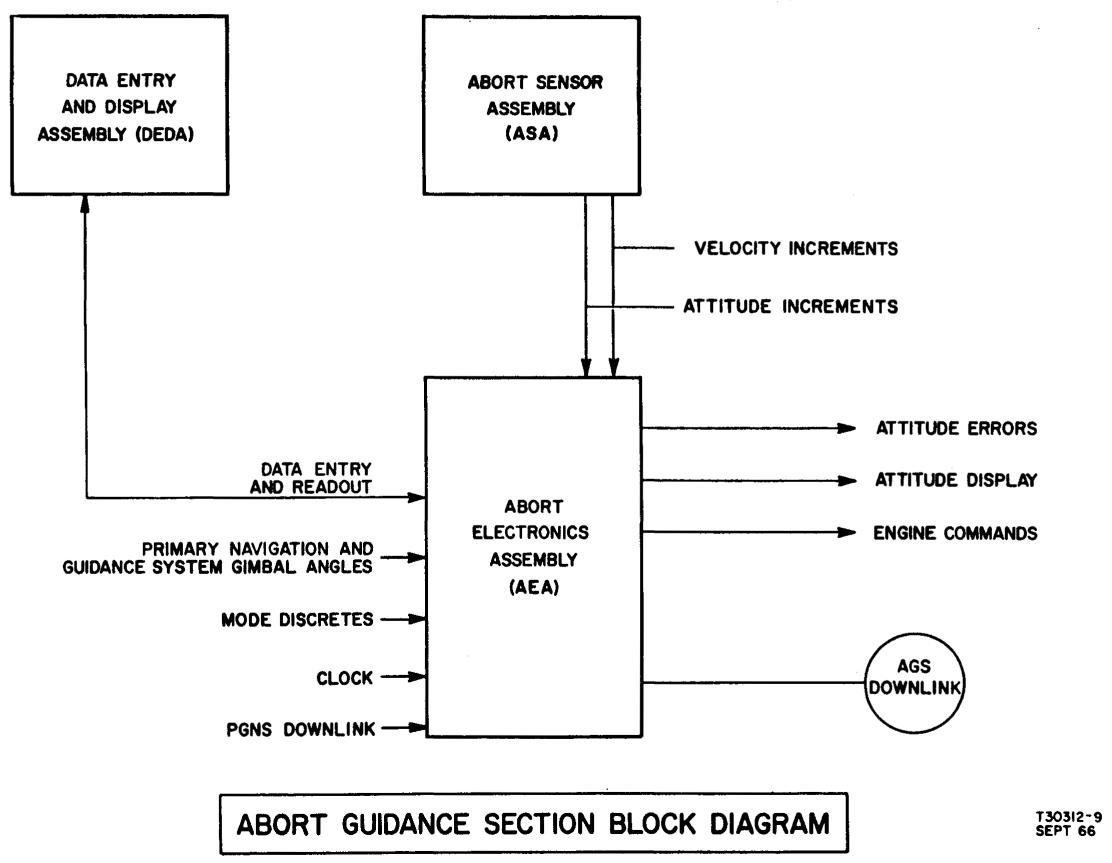 DATA ENTRY
AND DISPLAY
ASSEMBLY (DEDA)
ABORT SENSOR
ASSEMBLY
(ASA)
VELOCITY INCREMENTS
ATTITUDE INCREMENTS
DATA ENTRY
AND READOUT
PRIMARY NAVIGATION AND
GUIDANCE SYSTEM GIMBAL ANGLES
MODE DISCRETES
CLOCK
PGNS DOWNLINK
ABORT
ELECTRONICS
ASSEMBLY
(AEA)
ATTITUDE ERRORS
ATTITUDE DISPLAY
ENGINE COMMANDS
AGS
DOWNLINK
ABORT GUIDANCE SECTION BLOCK DIAGRAM
T30312-9
SEPT 66